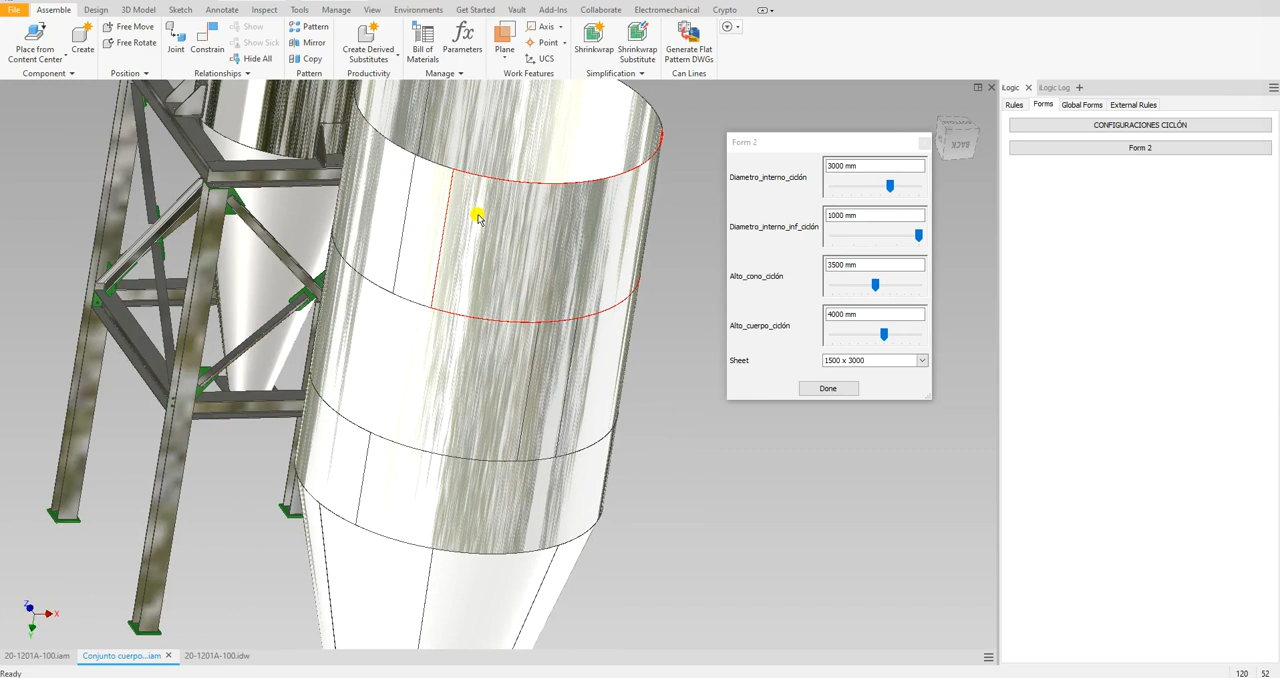 File Assemble Design 3D Model Sketch Annotate Inspect Tools Manage View Environments Get Started Vault Add-Ins Collaborate Electromechanical Crypto
Place from Content Center
Create
Component
Free Move
Free Rotate
Position
Joint
Constrain
Show
Show Sick
Hide All
Relationships
Pattern
Mirror
Copy
Pattern
Create Derived Substitutes
Productivity
Bill of Materials
Parameters
Manage
Plane
Axis
Point
UCS
Work Features
Shrinkwrap
Shrinkwrap Substitute
Simplification
Generate Flat Pattern DWGs
Can Lines
iLogic
iLogic Log
Rules Forms Global Forms External Rules
CONFIGURACIONES CICLÓN
Form 2
BACK
Form 2
Diametro_interno_ciclón
3000 mm
Diametro_interno_inf_ciclón
1000 mm
Alto_cono_ciclón
3500 mm
Alto_cuerpo_ciclón
4000 mm
Sheet
1500 x 3000
Done
Z
X
Y
20-1201A-100.iam
Conjunto cuerpo....iam
20-1201A-100.idw
Ready
120 52